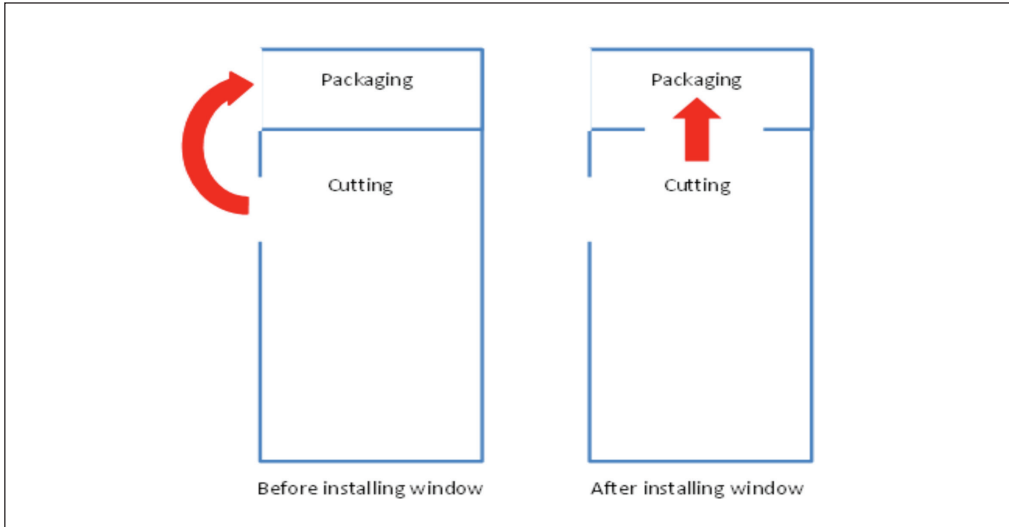 Packaging
Cutting
Before installing window
Packaging
Cutting
After installing window